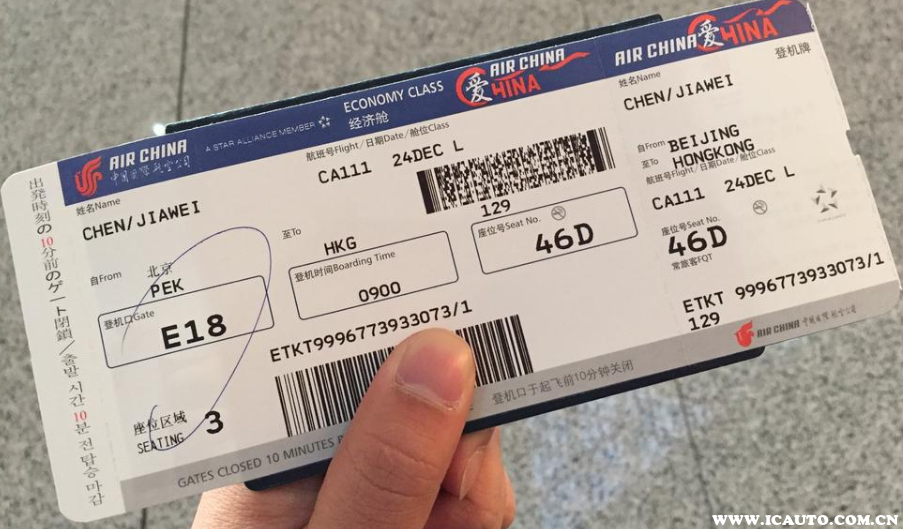 出発時刻の10分前のゲート閉鎖/출발 시간 10분 전 탑승 마감
AIR CHINA
中国国际航空公司
A STAR ALLIANCE MEMBER
ECONOMY CLASS
经济舱
AIR CHINA
爱 CHINA
姓名Name
CHEN/JIAWEI
航班号Flight/日期Date/舱位Class
CA111 24DEC L
129
自From 北京
PEK
至To
HKG
登机口Gate
E18
登机时间Boarding Time
0900
座位号Seat No.
46D
ETKT9996773933073/1
座位区域
SEATING 3
GATES CLOSED 10 MINUTES
登机口于起飞前10分钟关闭
AIR CHINA
爱 CHINA
登机牌
姓名Name
CHEN/JIAWEI
自From BEIJING
至To HONGKONG
航班号Flight/日期Date/舱位Class
CA111 24DEC L
座位号Seat No.
46D
常旅客FQT
ETKT 9996773933073/1
129
AIR CHINA 中国国际航空公司
WWW.ICAUTO.COM.CN